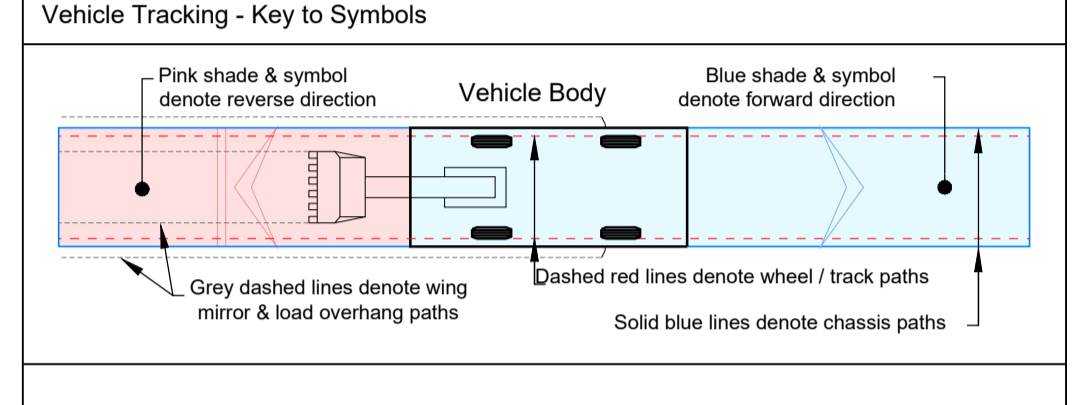 Vehicle Tracking - Key to Symbols
Pink shade & symbol
denote reverse direction
Vehicle Body
Blue shade & symbol
denote forward direction
Dashed red lines denote wheel / track paths
Grey dashed lines denote wing
mirror & load overhang paths
Solid blue lines denote chassis paths